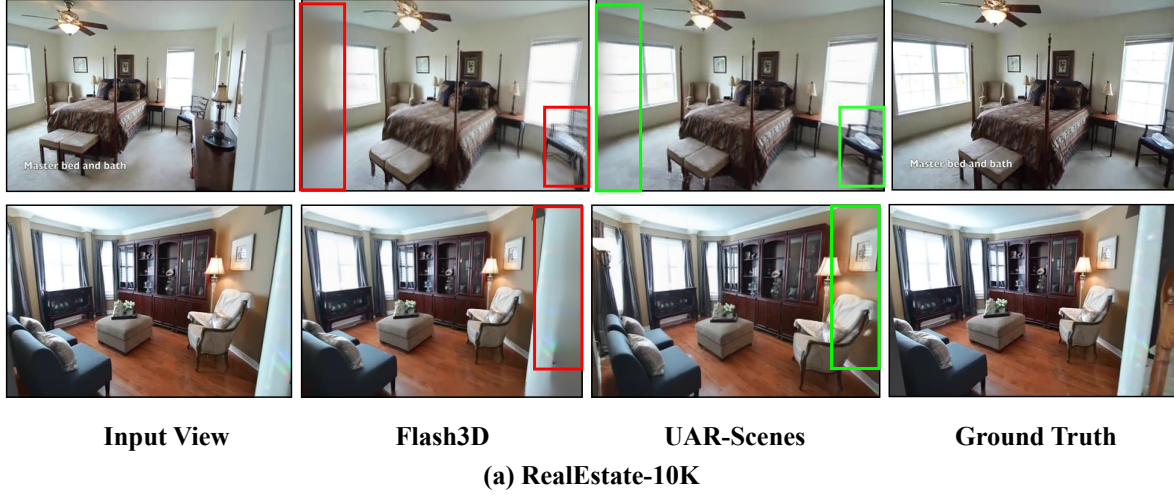 Master bed and bath
Master bed and bath
Input View
Flash3D
UAR-Scenes
Ground Truth
(a) RealEstate-10K